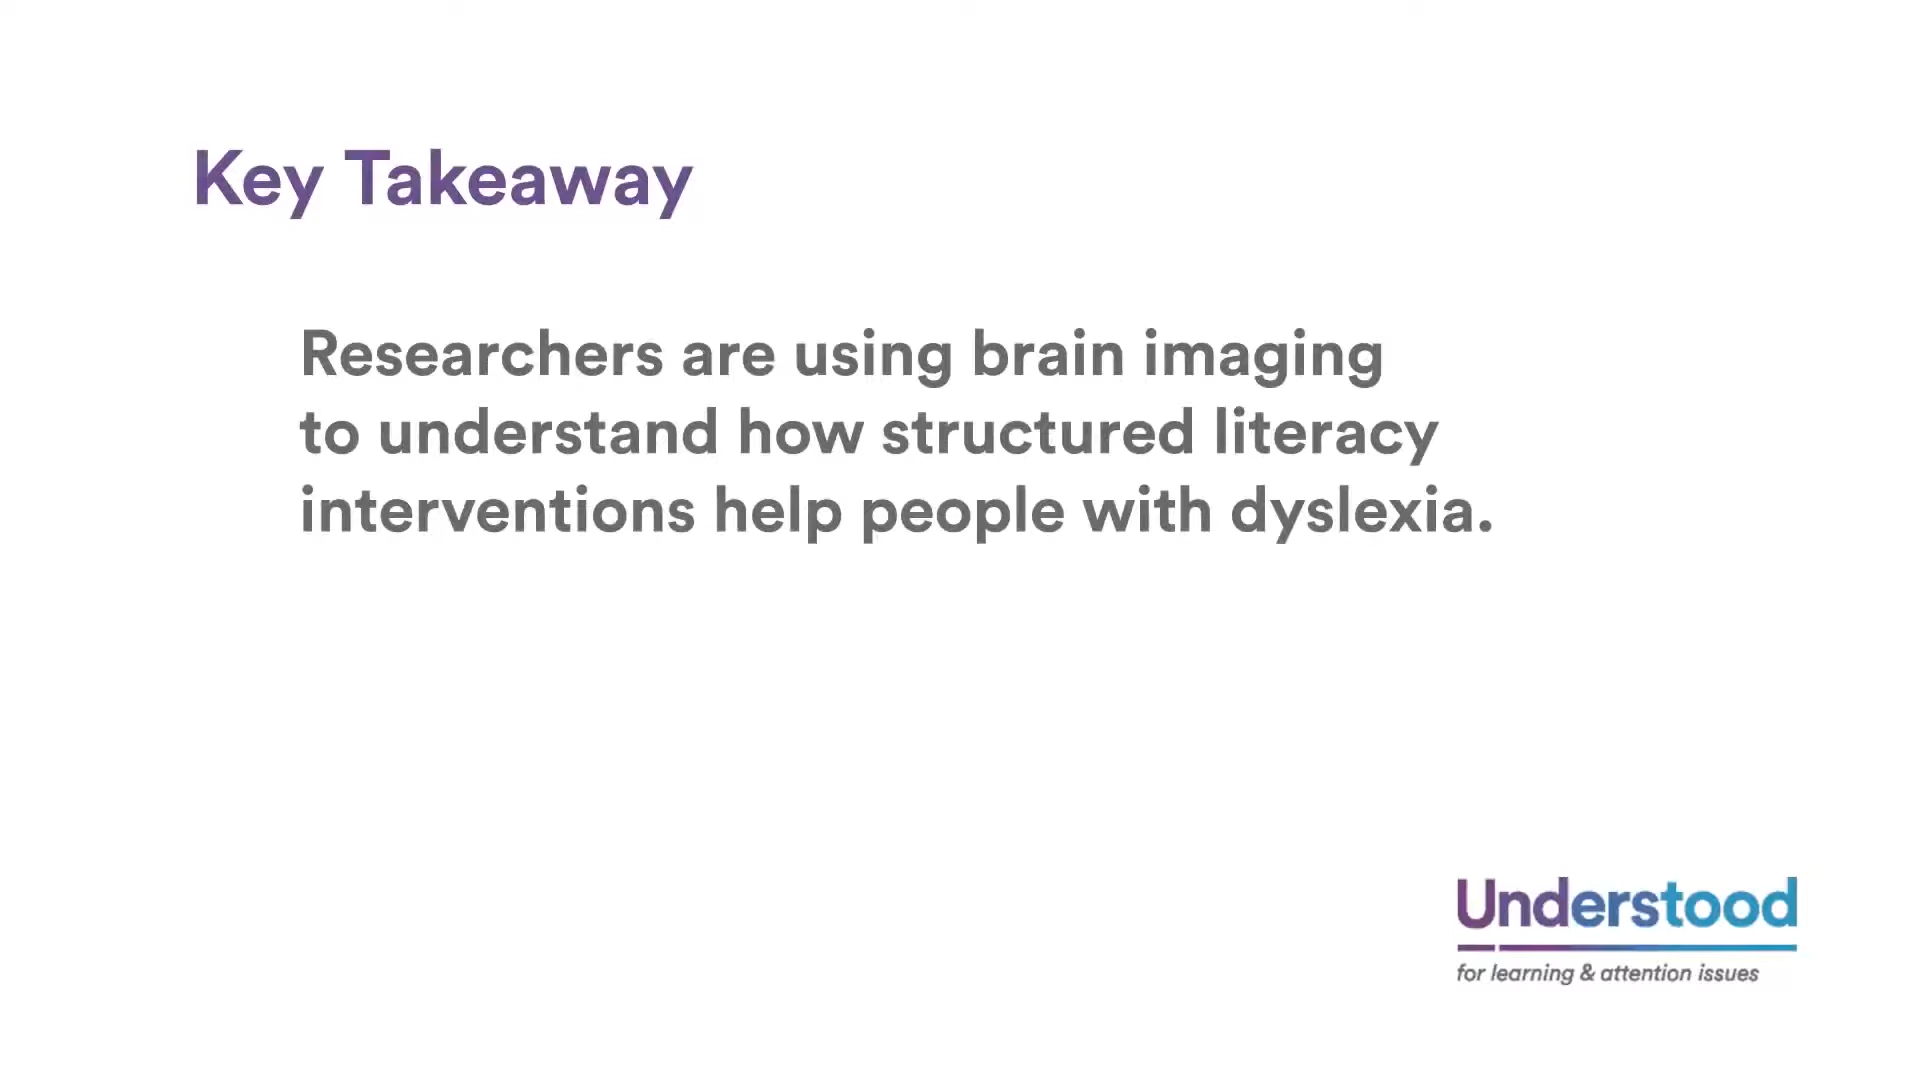 Key Takeaway
Researchers are using brain imaging
to understand how structured literacy
interventions help people with dyslexia.
Understood
for learning & attention issues